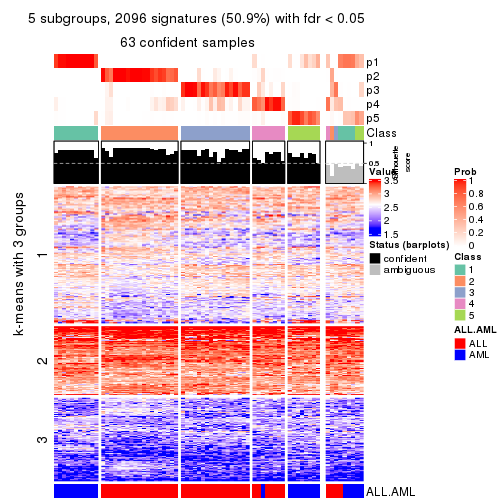 5 subgroups, 2096 signatures (50.9%) with fdr < 0.05
63 confident samples
p1
p2
p3
p4
p5
Class
1
0.5
silhouette
score
k-means with 3 groups
1
2
3
ALL.AML
Value
3.5
3
2.5
2
1.5
Status (barplots)
confident
ambiguous
Prob
1
0.8
0.6
0.4
0.2
0
Class
1
2
3
4
5
ALL.AML
ALL
AML